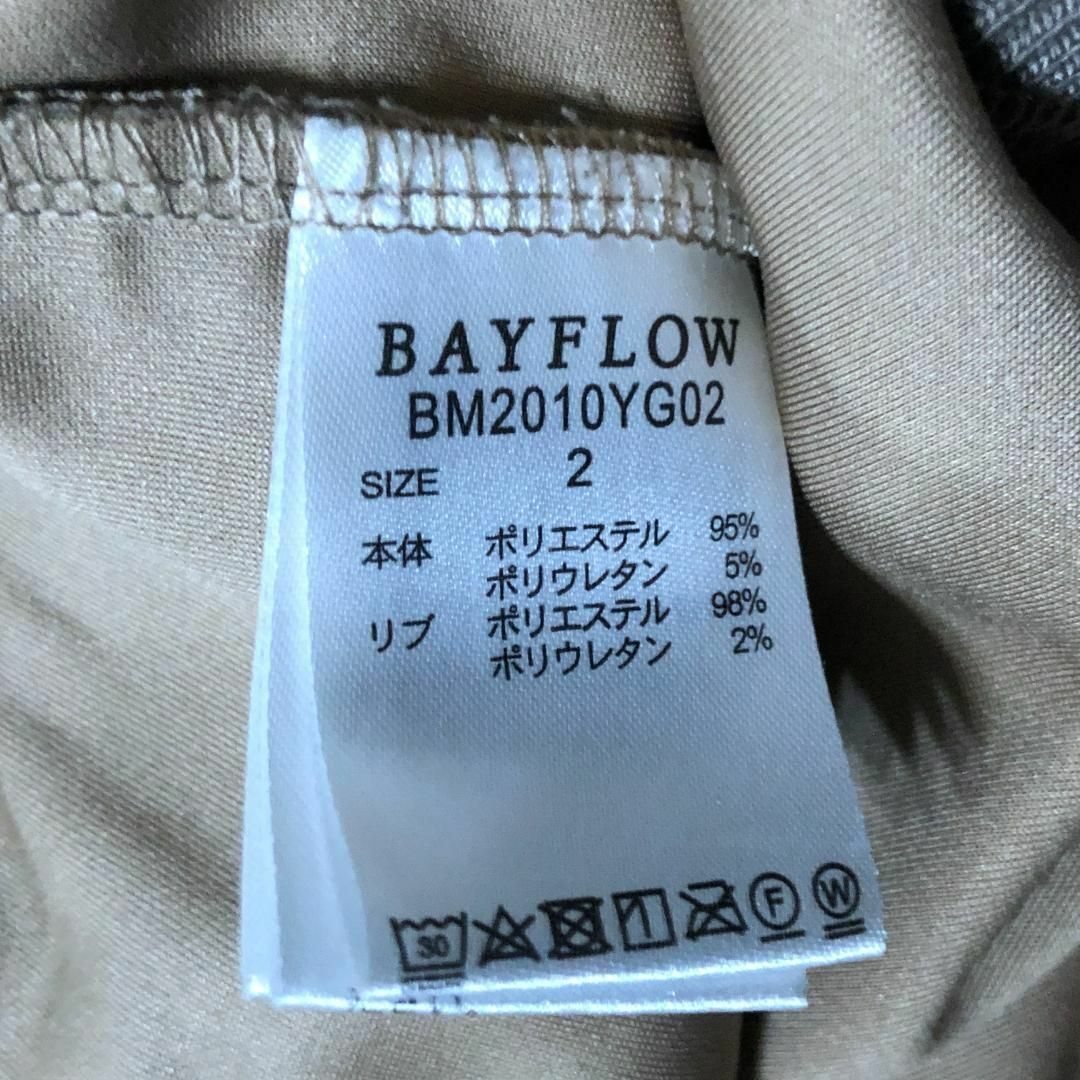 BAYFLOW
BM2010YG02
SIZE 2
本体 ポリエステル 95%
ポリウレタン 5%
リブ ポリエステル 98%
ポリウレタン 2%
30 F W